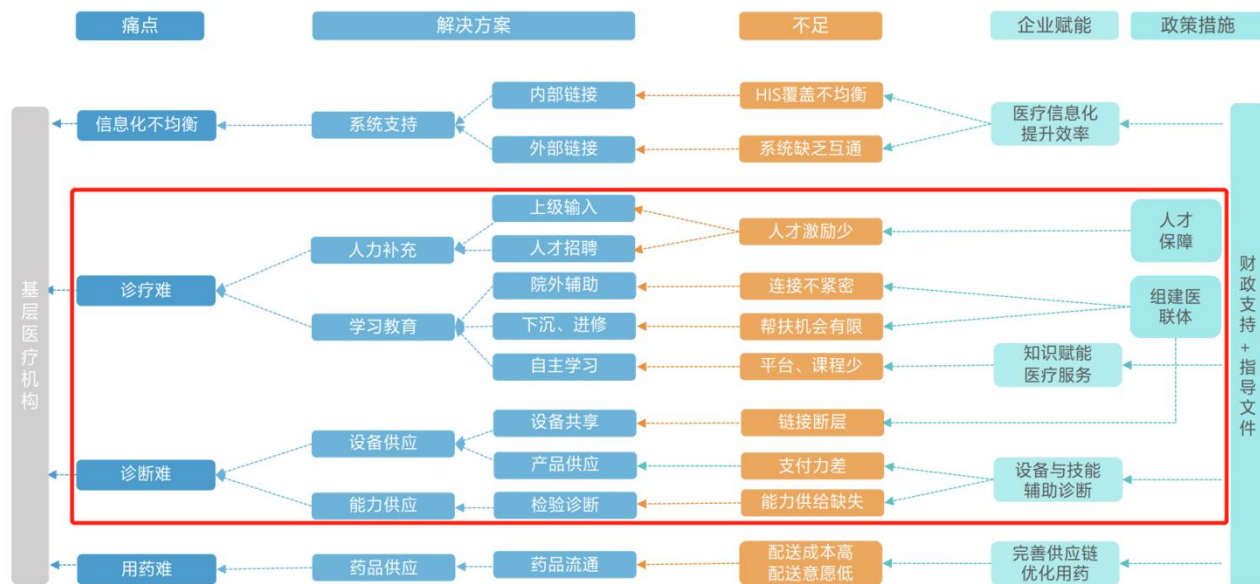 痛点
解决方案
不足
企业赋能
政策措施
基层医疗机构
信息化不均衡
系统支持
内部链接
外部链接
HIS覆盖不均衡
系统缺乏互通
医疗信息化
提升效率
诊疗难
人力补充
上级输入
人才招聘
人才激励少
人才
保障
学习教育
院外辅助
下沉、进修
自主学习
连接不紧密
帮扶机会有限
平台、课程少
组建医
联体
知识赋能
医疗服务
诊断难
设备供应
设备共享
产品供应
链接断层
支付力差
能力供应
检验诊断
能力供给缺失
设备与技能
辅助诊断
用药难
药品供应
药品流通
配送成本高
配送意愿低
完善供应链
优化用药
财政支持+指导文件